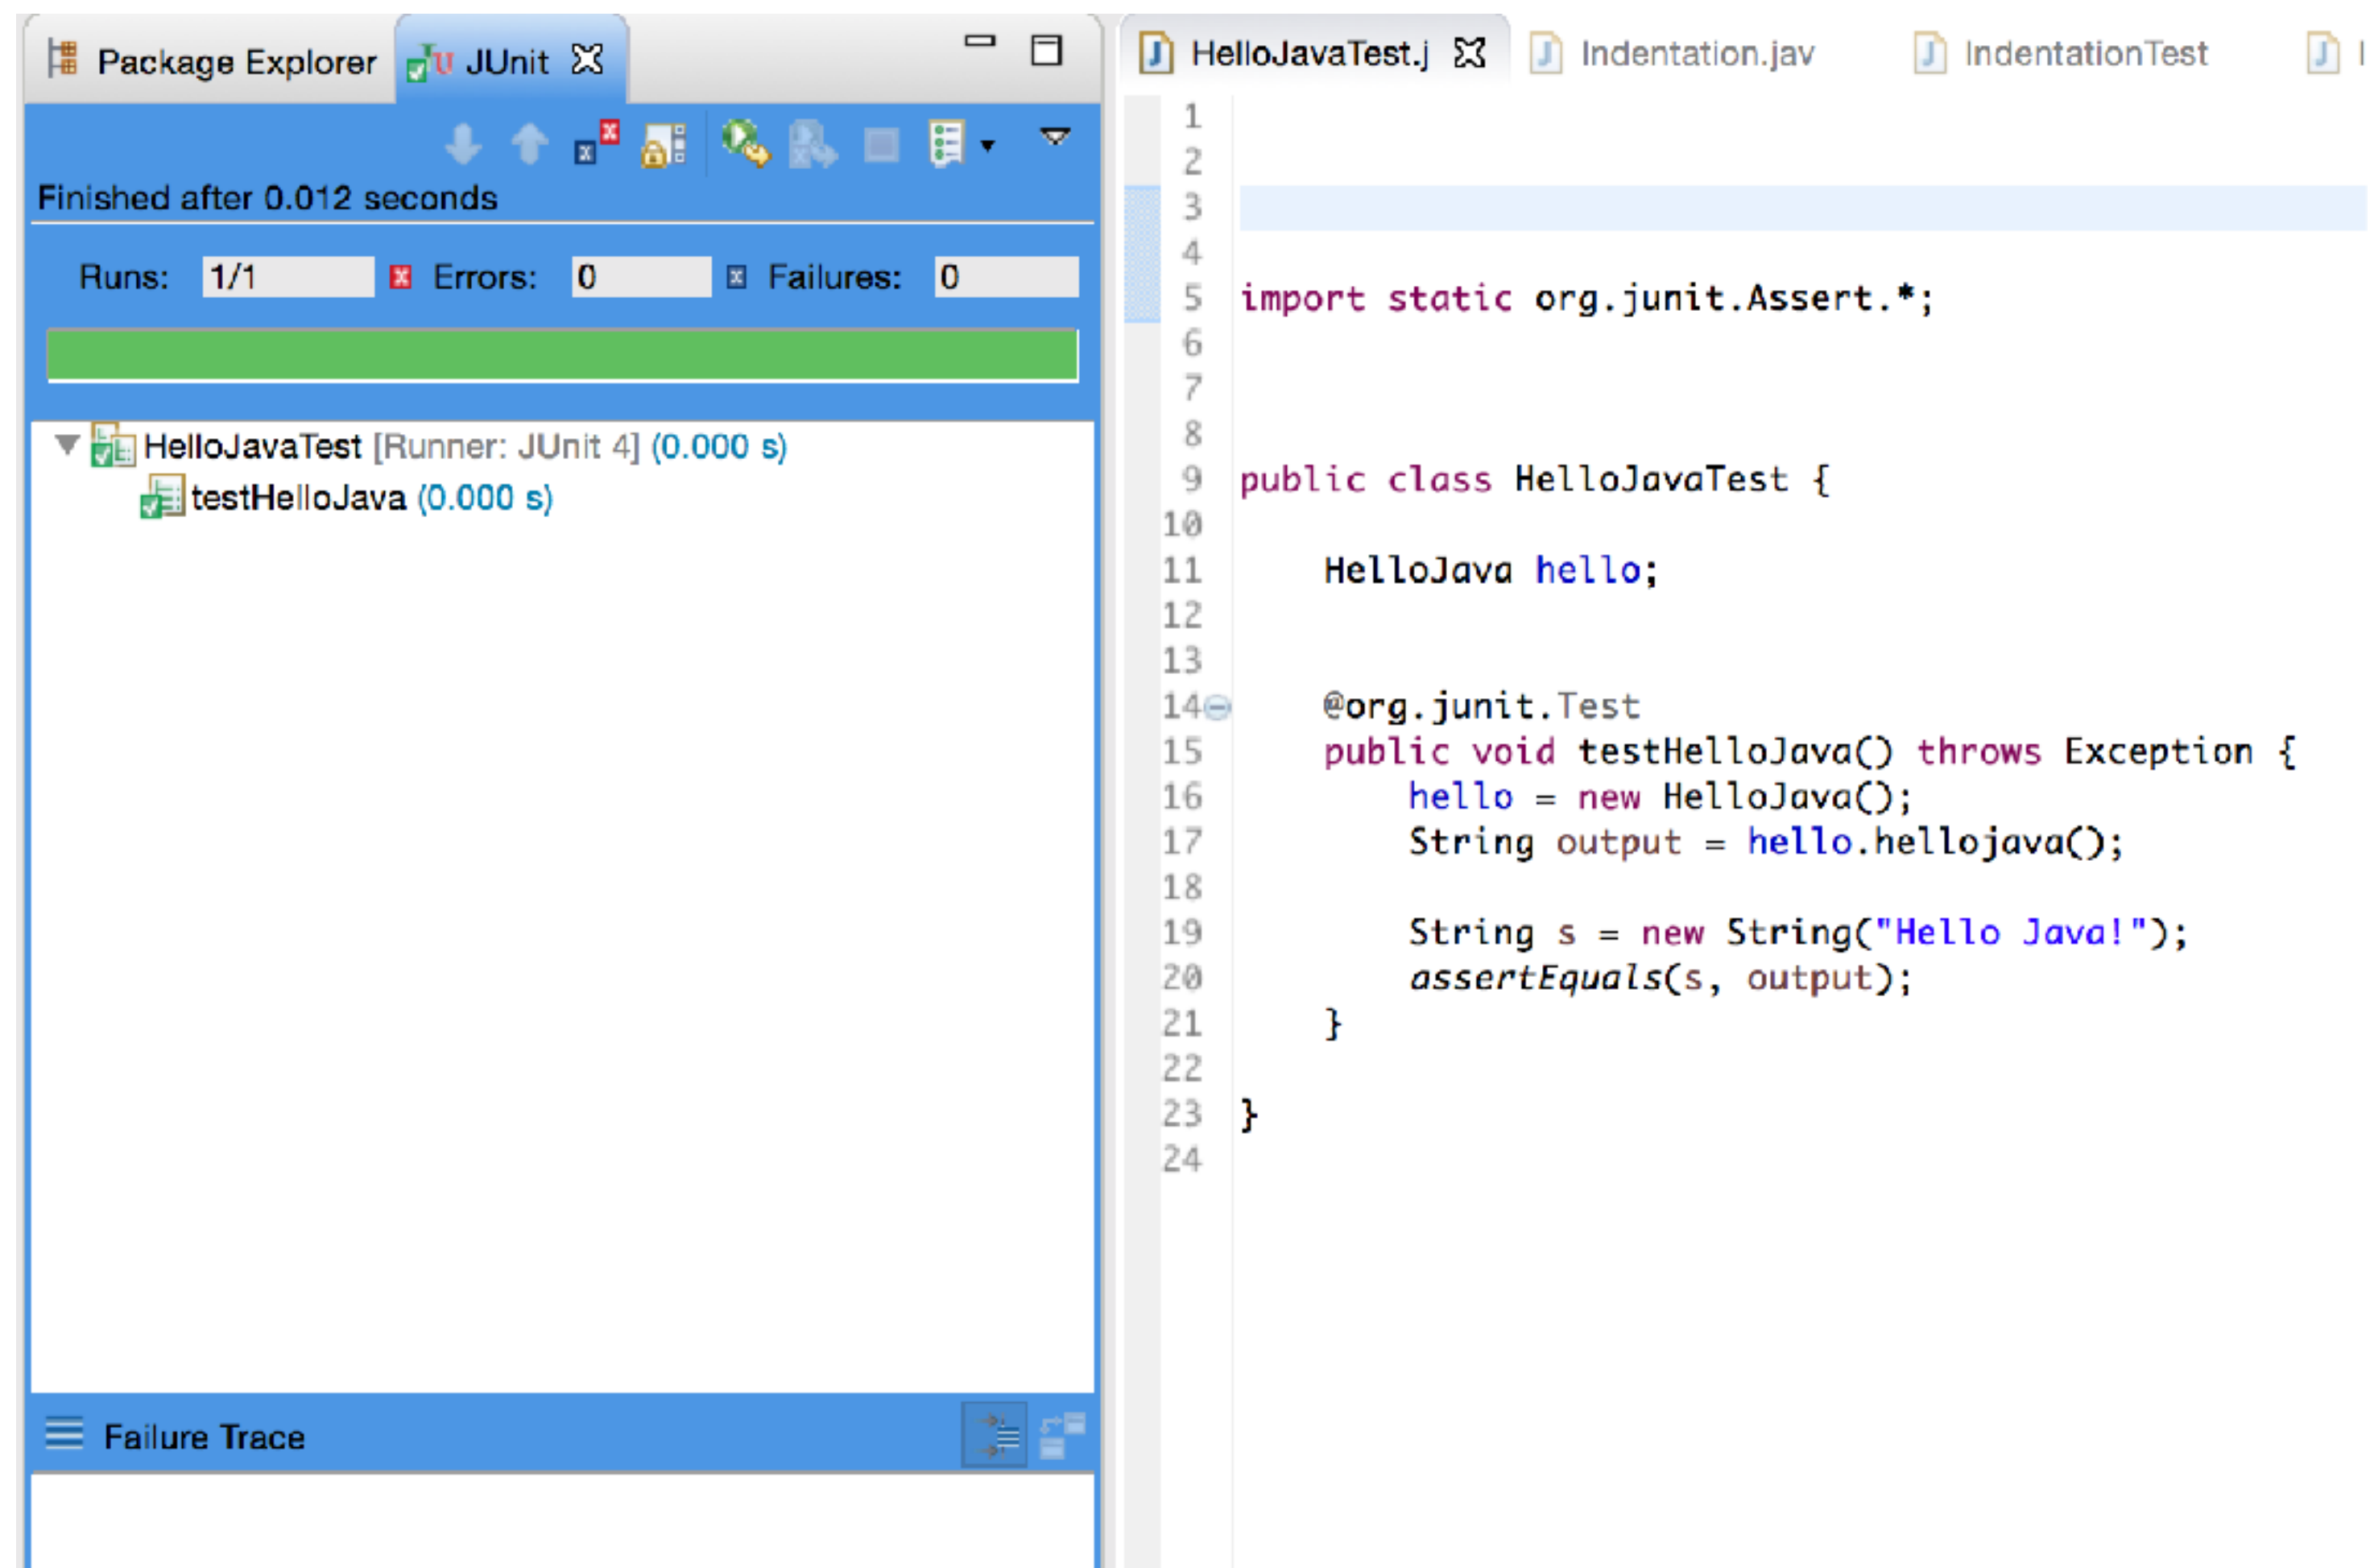 Package Explorer JUnit
Finished after 0.012 seconds
Runs: 1/1 Errors: 0 Failures: 0
HelloJavaTest [Runner: JUnit 4] (0.000 s)
testHelloJava (0.000 s)
Failure Trace
HelloJavaTest.j Indentation.jav IndentationTest I
1
2
3
4
5 import static org.junit.Assert.*;
6
7
8
9 public class HelloJavaTest {
10
11 HelloJava hello;
12
13
14 @org.junit.Test
15 public void testHelloJava() throws Exception {
16 hello = new HelloJava();
17 String output = hello.hellojava();
18
19 String s = new String("Hello Java!");
20 assertEquals(s, output);
21 }
22
23 }
24